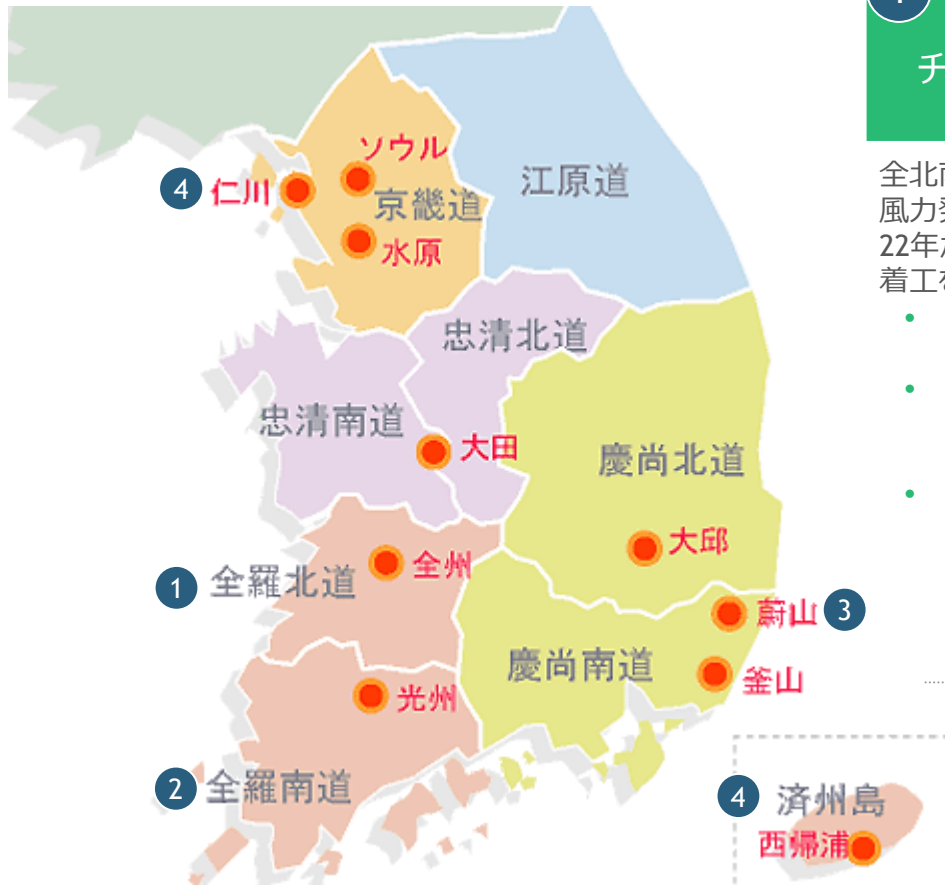 チ
ソウル
4 仁川
京畿道
江原道
水原
全北
風力
22年
着工
忠清北道
忠清南道
大田
慶尚北道
大邱
1 全羅北道
全州
蔚山 3
慶尚南道
釜山
光州
2 全羅南道
4 済州島
西帰浦